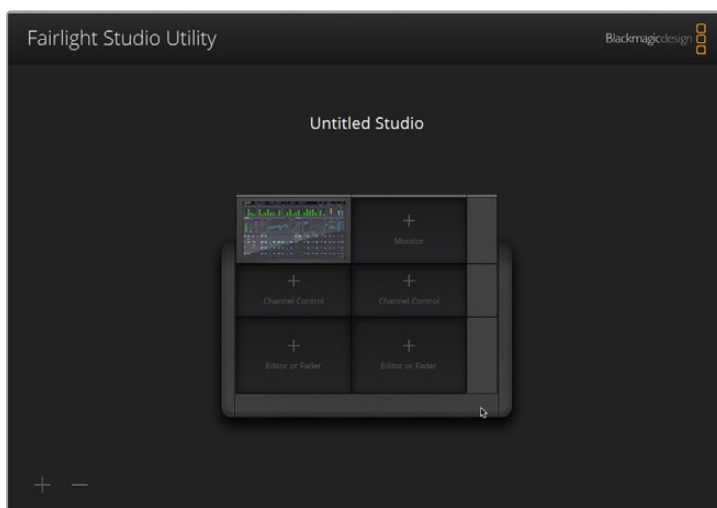 Fairlight Studio Utility
Blackmagicdesign
Untitled Studio
Monitor
Channel Control
Channel Control
Editor or Fader
Editor or Fader